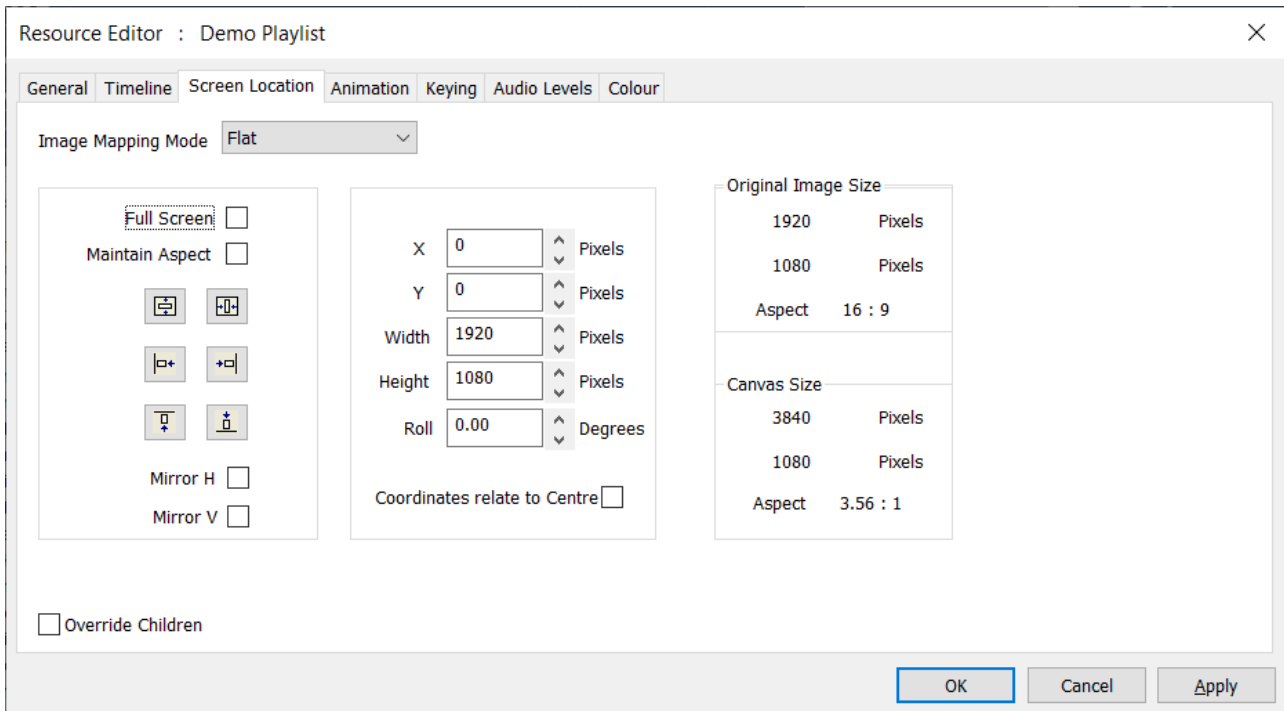 Resource Editor : Demo Playlist
General Timeline Screen Location Animation Keying Audio Levels Colour
Image Mapping Mode Flat
Full Screen
Maintain Aspect
Mirror H
Mirror V
X 0 Pixels
Y 0 Pixels
Width 1920 Pixels
Height 1080 Pixels
Roll 0.00 Degrees
Coordinates relate to Centre
Original Image Size
1920 Pixels
1080 Pixels
Aspect 16 : 9
Canvas Size
3840 Pixels
1080 Pixels
Aspect 3.56 : 1
Override Children
OK Cancel Apply